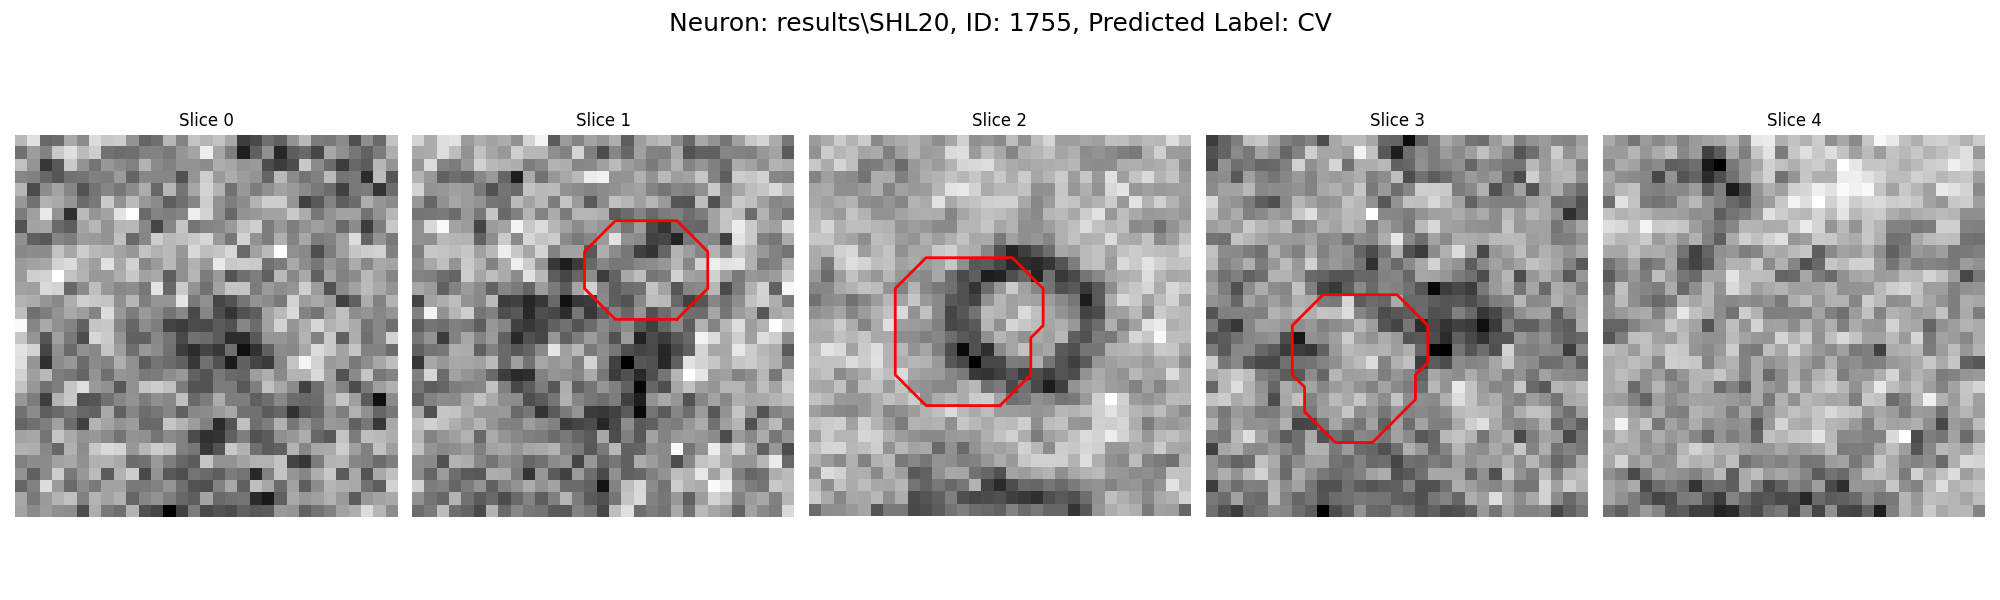 Neuron: results\SHL20, ID: 1755, Predicted Label: CV
Slice 0
Slice 1
Slice 2
Slice 3
Slice 4